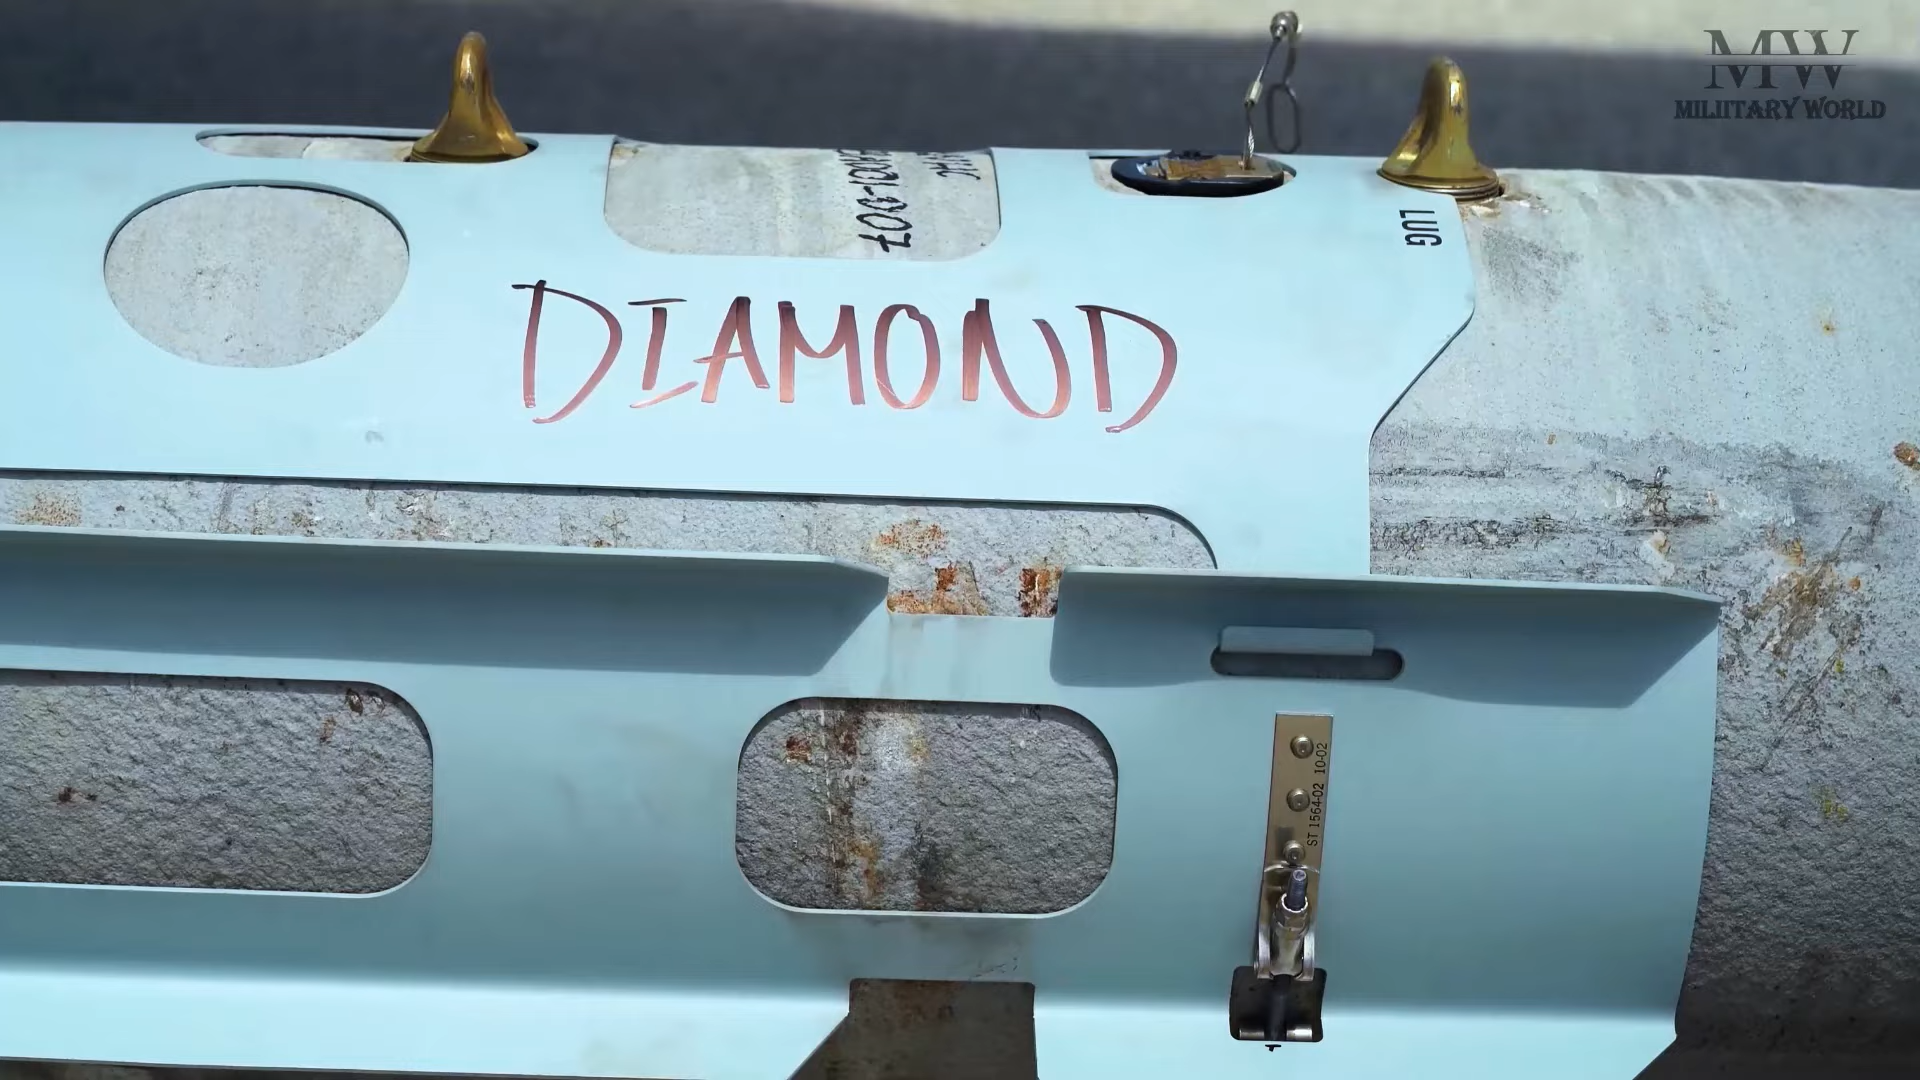 MW
MILITARY WORLD
LUG
DIAMOND
ST 1564-02 10-02